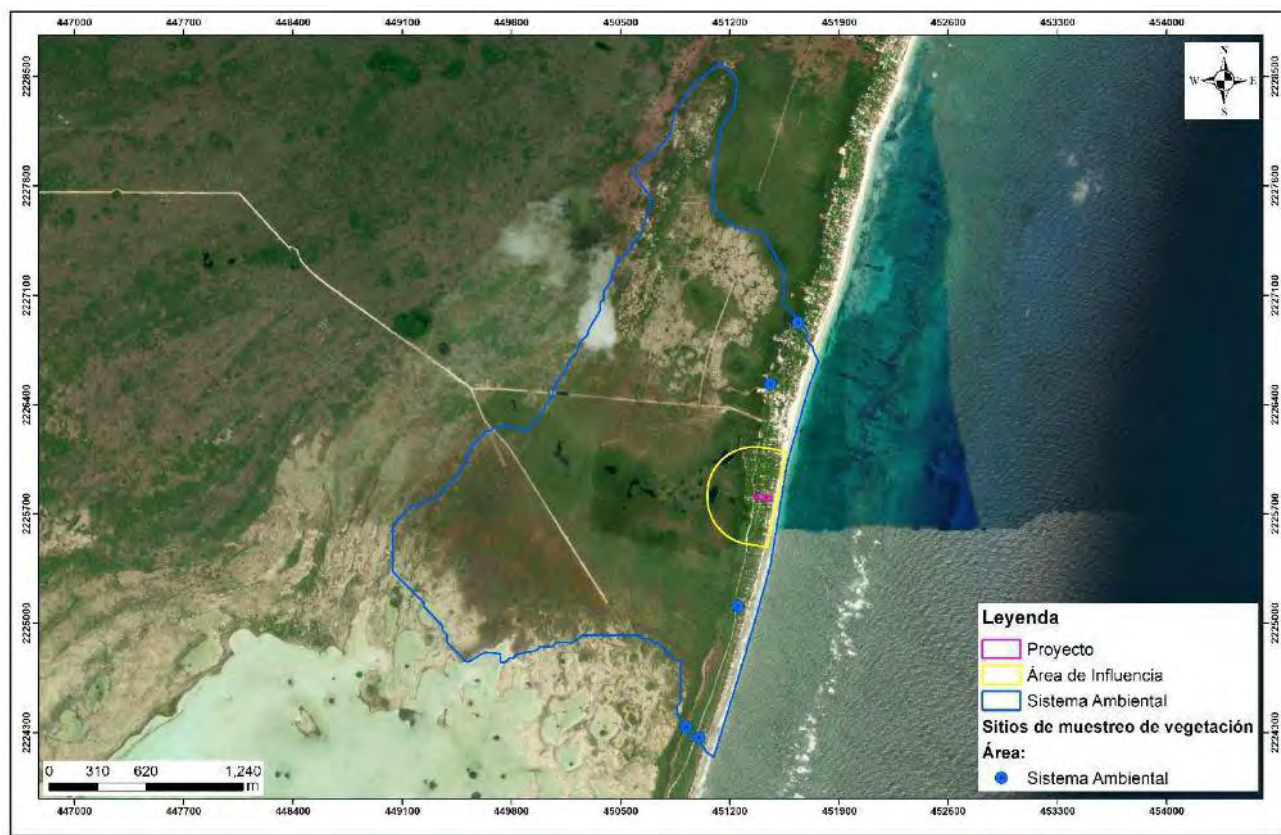 447000 447700 448400 449100 449800 450500 451200 451900 452600 453300 454000
N
W E
S
2228500 2228500
2227800 2227800
2227100 2227100
2226400 2226400
2225700 2225700
2225000 2225000
2224300 2224300
Leyenda
Proyecto
Área de Influencia
Sistema Ambiental
Sitios de muestreo de vegetación
Área:
Sistema Ambiental
0 310 620 1,240
m
447000 447700 448400 449100 449800 450500 451200 451900 452600 453300 454000